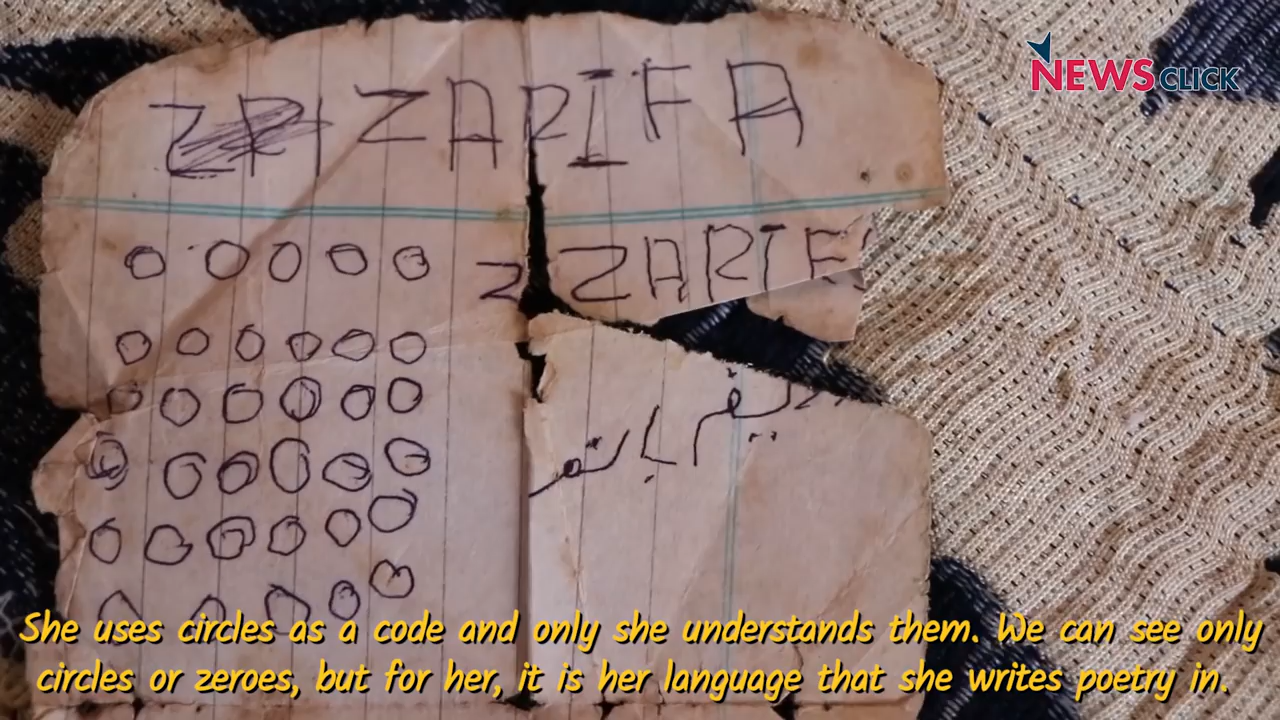 NEWSCLICK
ZARIFA
Z ZARIF
She uses circles as a code and only she understands them. We can see only
circles or zeroes, but for her, it is her language that she writes poetry in.